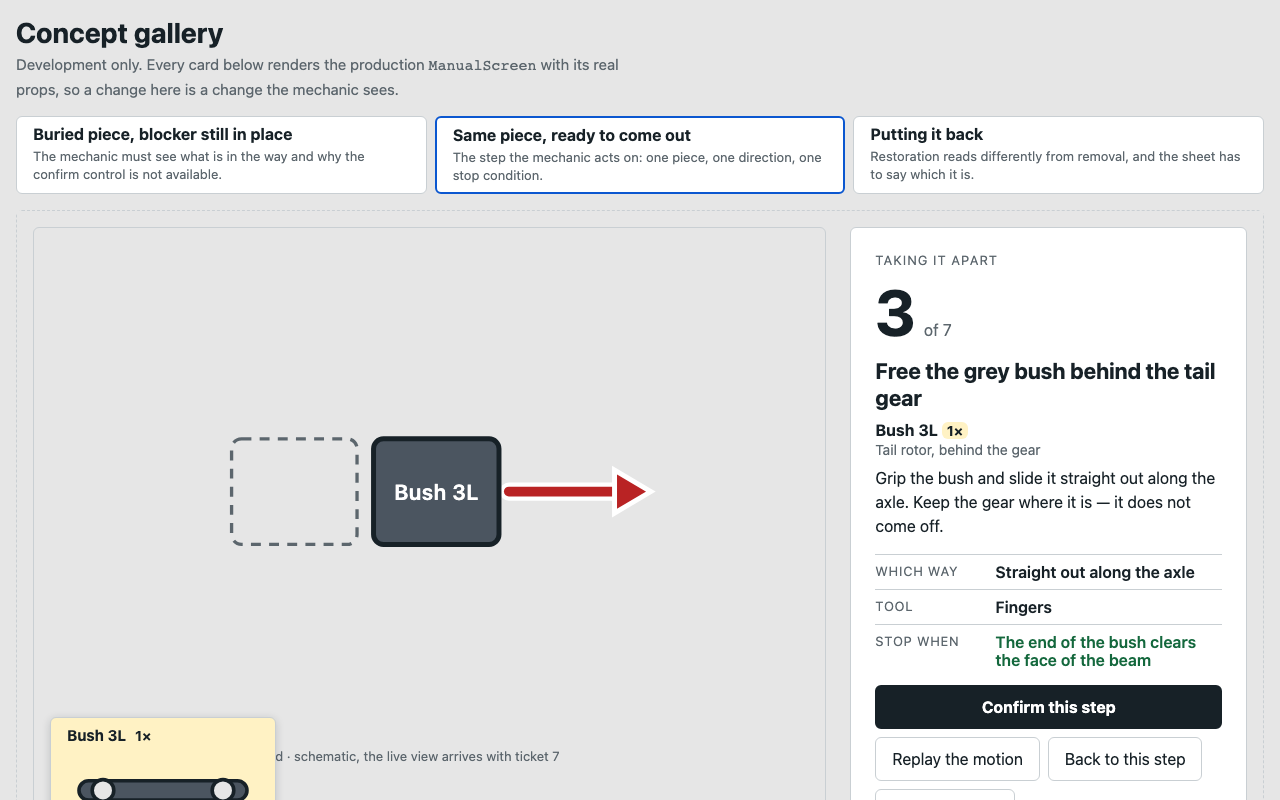 Concept gallery
Development only. Every card below renders the production ManualScreen with its real
props, so a change here is a change the mechanic sees.
Buried piece, blocker still in place
The mechanic must see what is in the way and why the
confirm control is not available.
Same piece, ready to come out
The step the mechanic acts on: one piece, one direction, one
stop condition.
Putting it back
Restoration reads differently from removal, and the sheet has
to say which it is.
Bush 3L
Bush 3L 1×
· schematic, the live view arrives with ticket 7
TAKING IT APART
3 of 7
Free the grey bush behind the tail
gear
Bush 3L 1×
Tail rotor, behind the gear
Grip the bush and slide it straight out along the
axle. Keep the gear where it is — it does not
come off.
WHICH WAY Straight out along the axle
TOOL Fingers
STOP WHEN The end of the bush clears
the face of the beam
Confirm this step
Replay the motion
Back to this step